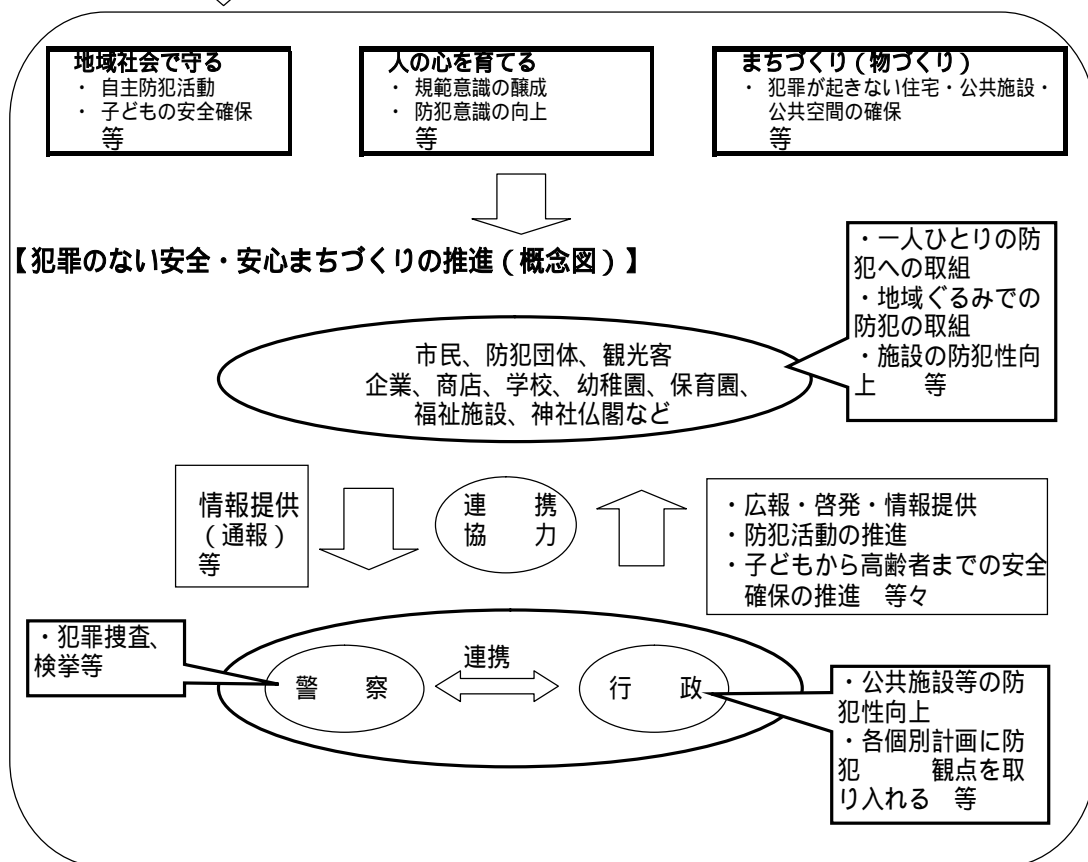 地域社会で守る
・ 自主防犯活動
・ 子どもの安全確保
等
人の心を育てる
・ 規範意識の醸成
・ 防犯意識の向上
等
まちづくり（物づくり）
・ 犯罪が起きない住宅・公共施設・
公共空間の確保
等
【犯罪のない安全・安心まちづくりの推進（概念図）】
・一人ひとりの防
犯への取組
・地域ぐるみでの
防犯の取組
・施設の防犯性向
上　等
市民、防犯団体、観光客
企業、商店、学校、幼稚園、保育園、
福祉施設、神社仏閣など
情報提供
（通報）
等
連　携
協　力
・広報・啓発・情報提供
・防犯活動の推進
・子どもから高齢者までの安全
確保の推進　等々
・犯罪捜査、
検挙等
警　察
連携
行　政
・公共施設等の防
犯性向上
・各個別計画に防
犯　　観点を取
り入れる　等